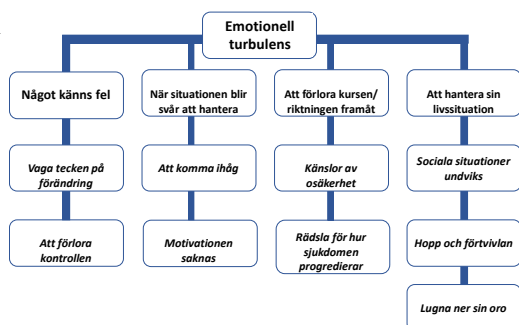 Emotionell
turbulens
Något känns fel
När situationen blir
svår att hantera
Att förlora kursen/
riktningen framåt
Att hantera sin
livssituation
Vaga tecken på
förändring
Att komma ihåg
Känslor av
osäkerhet
Sociala situationer
undviks
Att förlora
kontrollen
Motivationen
saknas
Rädsla för hur
sjukdomen
progredierar
Hopp och förtvivlan
Lugna ner sin oro